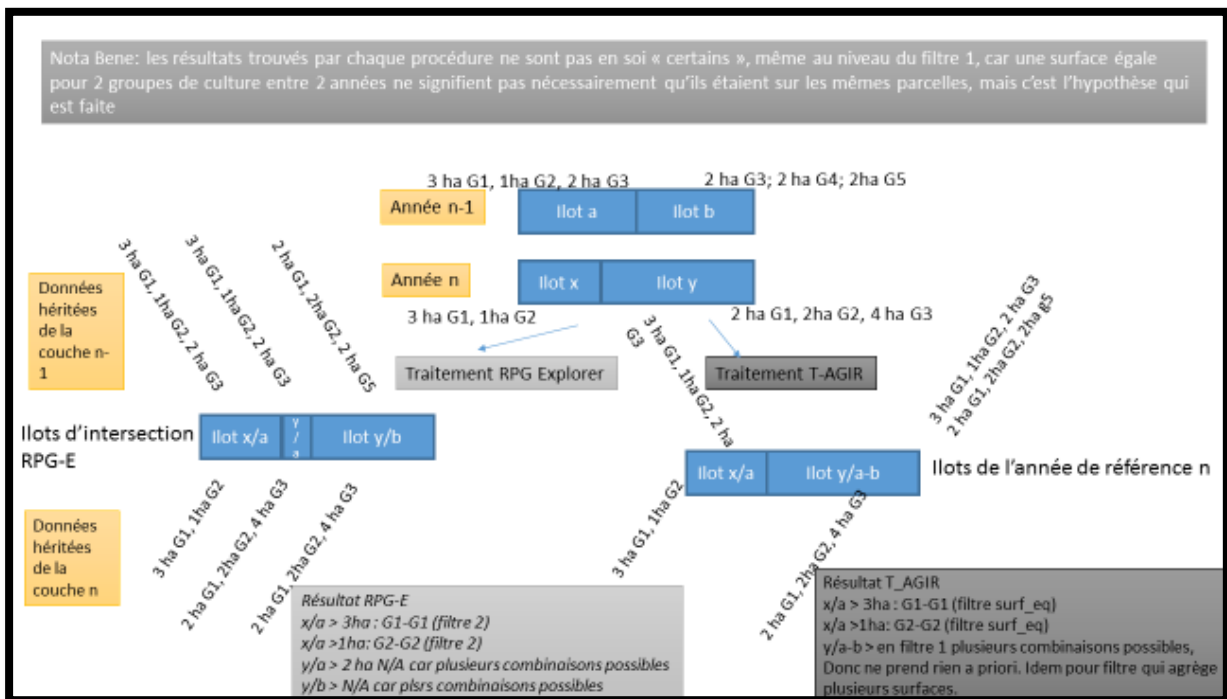 Nota Bene: les résultats trouvés par chaque procédure ne sont pas en soi « certains », même au niveau du filtre 1, car une surface égale
pour 2 groupes de culture entre 2 années ne signifient pas nécessairement qu'ils étaient sur les mêmes parcelles, mais c'est l'hypothèse qui
est faite
3 ha G1, 1ha G2, 2 ha G3
2 ha G3; 2 ha G4; 2ha G5
Année n-1
Ilot a
Ilot b
Année n
Ilot x
Ilot y
3 ha G1, 1ha G2
2 ha G1, 2ha G2, 4 ha G3
Données
héritées
de la
couche n-
1
3 ha G1, 1ha G2, 2 ha G3
3 ha G1, 1ha G2, 2 ha G3
2 ha G1, 2ha G2, 2 ha G5
Traitement RPG Explorer
Traitement T-AGIR
3 ha G1, 1ha G2, 2 ha
G3
3 ha G1, 1ha G2, 2 ha G3
2 ha G1, 2ha G2, 2ha g5
Ilots d'intersection
RPG-E
Ilot x/a
y
/
a
Ilot y/b
Ilot x/a
Ilot y/a-b
Ilots de l'année de référence n
Données
héritées
de la
couche n
3 ha G1, 1ha G2
2 ha G1, 2ha G2, 4 ha G3
2 ha G1, 2ha G2, 4 ha G3
3 ha G1, 1ha G2
2 ha G1, 2ha G2, 4 ha G3
Résultat RPG-E
x/a > 3ha : G1-G1 (filtre 2)
x/a >1ha: G2-G2 (filtre 2)
y/a > 2 ha N/A car plusieurs combinaisons possibles
y/b > N/A car plsrs combinaisons possibles
Résultat T_AGIR
x/a > 3ha : G1-G1 (filtre surf_eq)
x/a >1ha: G2-G2 (filtre surf_eq)
y/a-b > en filtre 1 plusieurs combinaisons possibles,
Donc ne prend rien a priori. Idem pour filtre qui agrège
plusieurs surfaces.